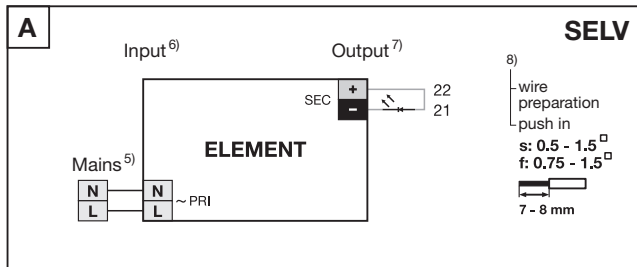 A
SELV
Input 6)
Output 7)
8)
+
SEC
22
-
21
wire
preparation
push in
s: 0.5 - 1.5 □
f: 0.75 - 1.5 □
ELEMENT
Mains 5)
N
N
L
L
~ PRI
7 - 8 mm